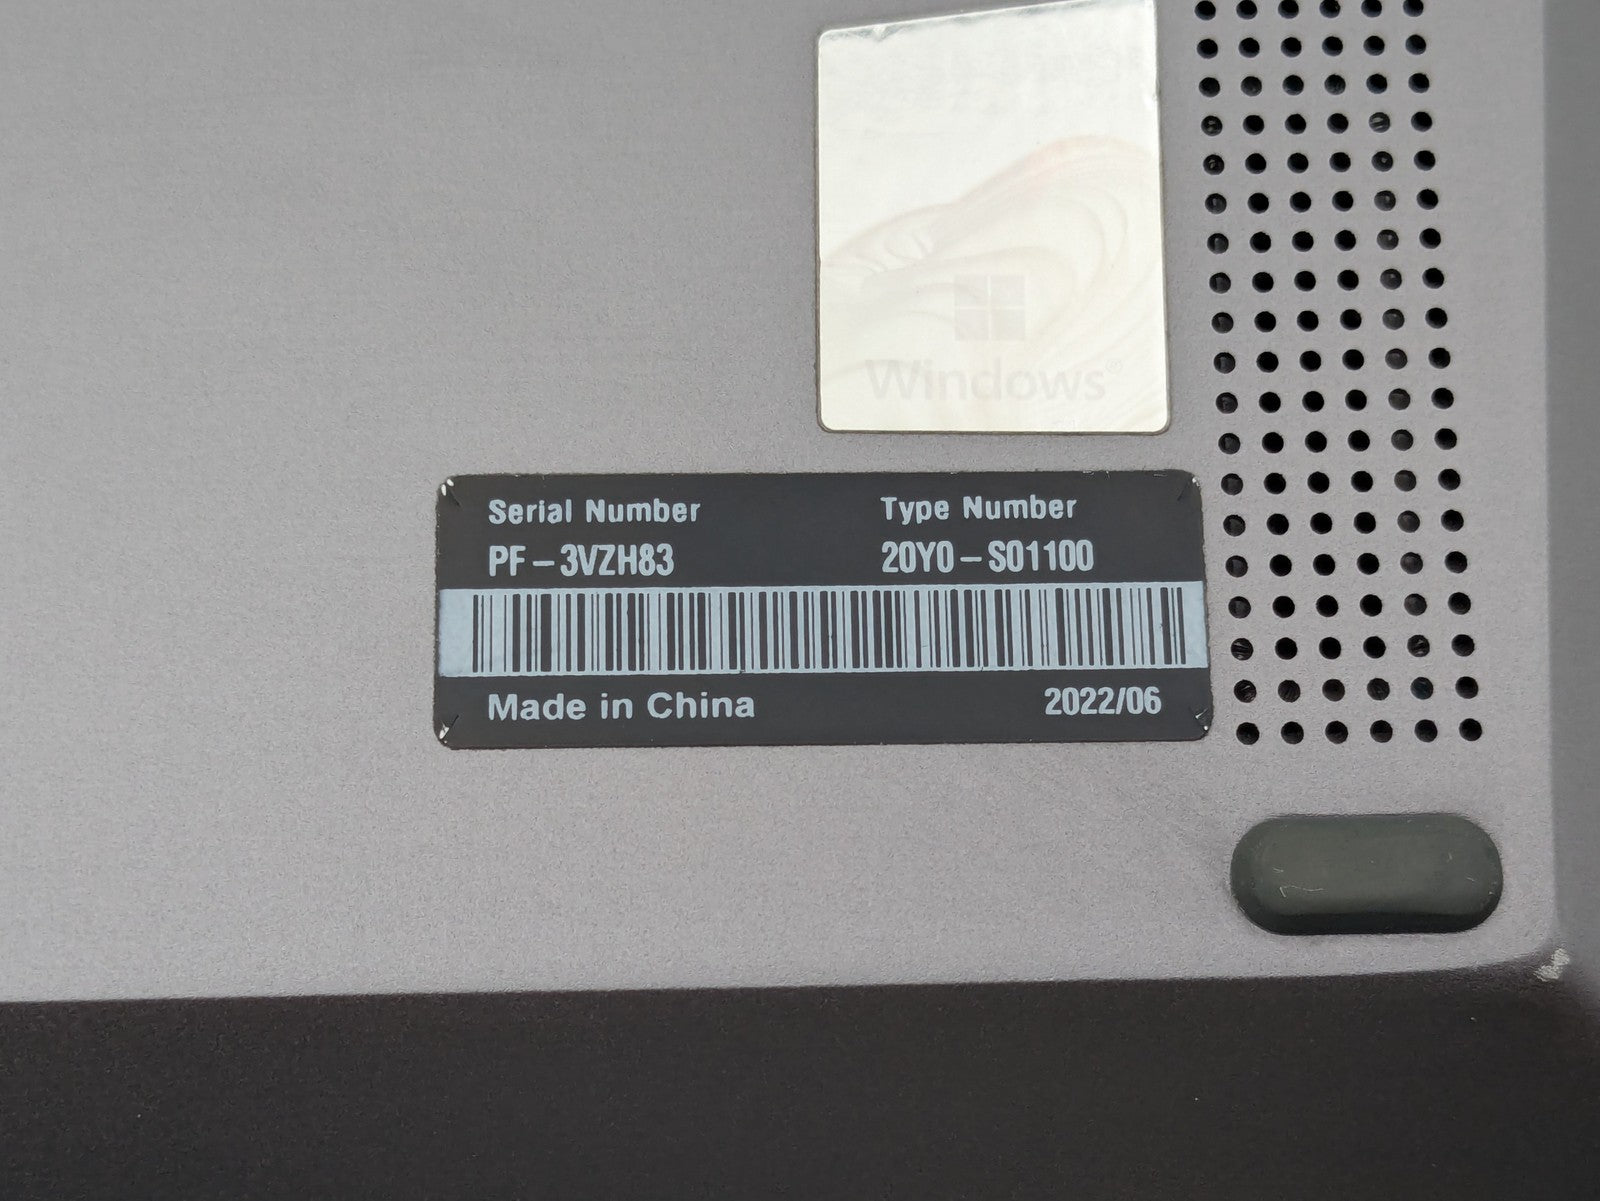 Windows®
Serial Number Type Number
PF-3VZH83 20Y0-S01100
Made in China 2022/06